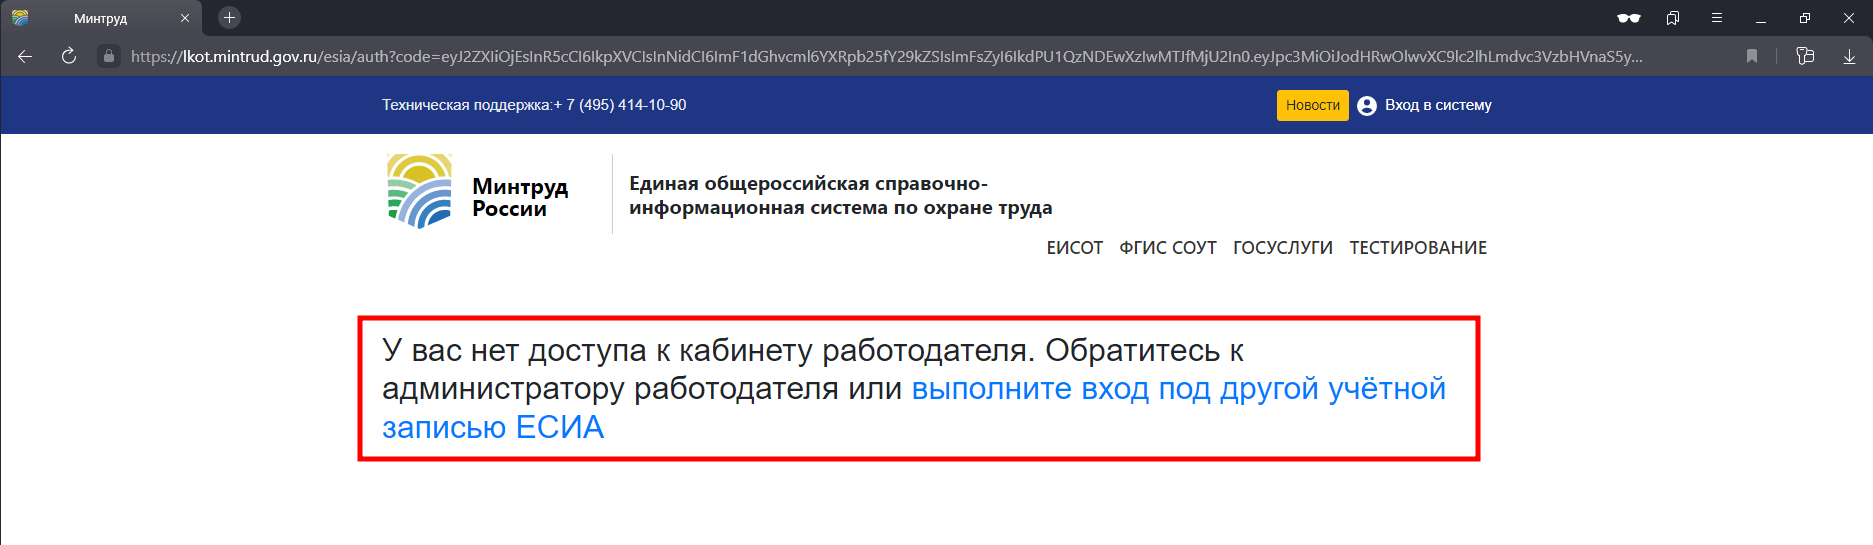 Минтруд
https://lkot.mintrud.gov.ru/esia/auth?code=eyJ2ZXIiOjEsInR5cCI6IkpXVCIsInNidCI6ImF1dGhvcml6YXRpb25fY29kZSIsImFsZyI6IkdPU1QzNDEwXzIwMTJfMjU2In0.eyJpc3MiOiJodHRwOlwvXC9lc2lhLmdvc3VzbHVnaS5y...
Техническая поддержка:+ 7 (495) 414-10-90
Новости
Вход в систему
Минтруд
России
Единая общероссийская справочно-
информационная система по охране труда
ЕИСОТ ФГИС СОУТ ГОСУСЛУГИ ТЕСТИРОВАНИЕ
У вас нет доступа к кабинету работодателя. Обратитесь к
администратору работодателя или выполните вход под другой учётной
записью ЕСИА